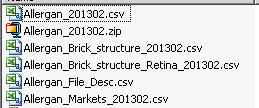 Allergan_201302.csv
Allergan_201302.zip
Allergan_Brick_structure_201302.csv
Allergan_Brick_structure_Retina_201302.csv
Allergan_File_Desc.csv
Allergan_Markets_201302.csv